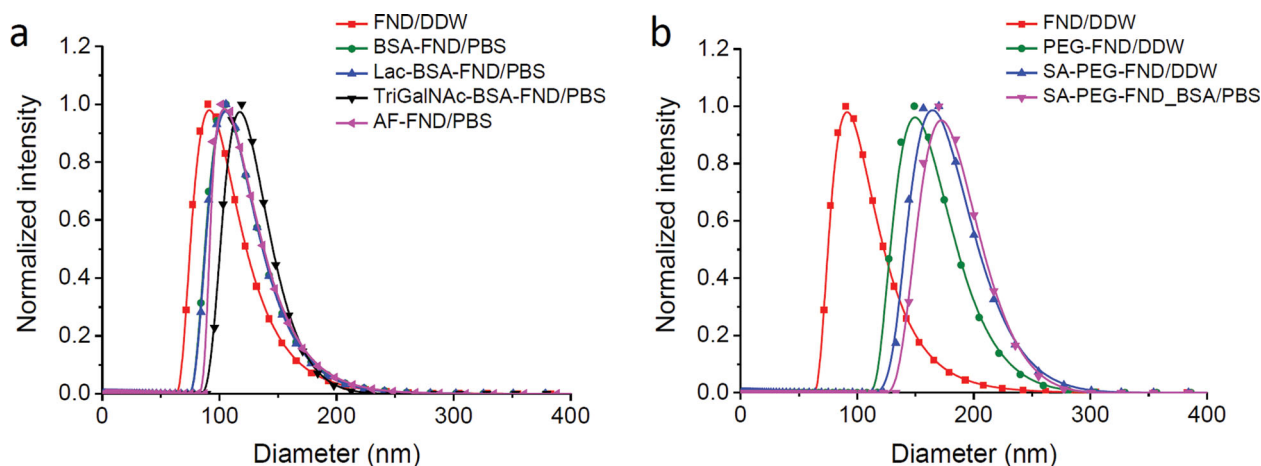 a
FND/DDW
BSA-FND/PBS
Lac-BSA-FND/PBS
TriGalNAc-BSA-FND/PBS
AF-FND/PBS
Normalized intensity
1.2
1.0
0.8
0.6
0.4
0.2
0.0
0 100 200 300 400
Diameter (nm)
b
FND/DDW
PEG-FND/DDW
SA-PEG-FND/DDW
SA-PEG-FND_BSA/PBS
Normalized intensity
1.2
1.0
0.8
0.6
0.4
0.2
0.0
0 100 200 300 400
Diameter (nm)